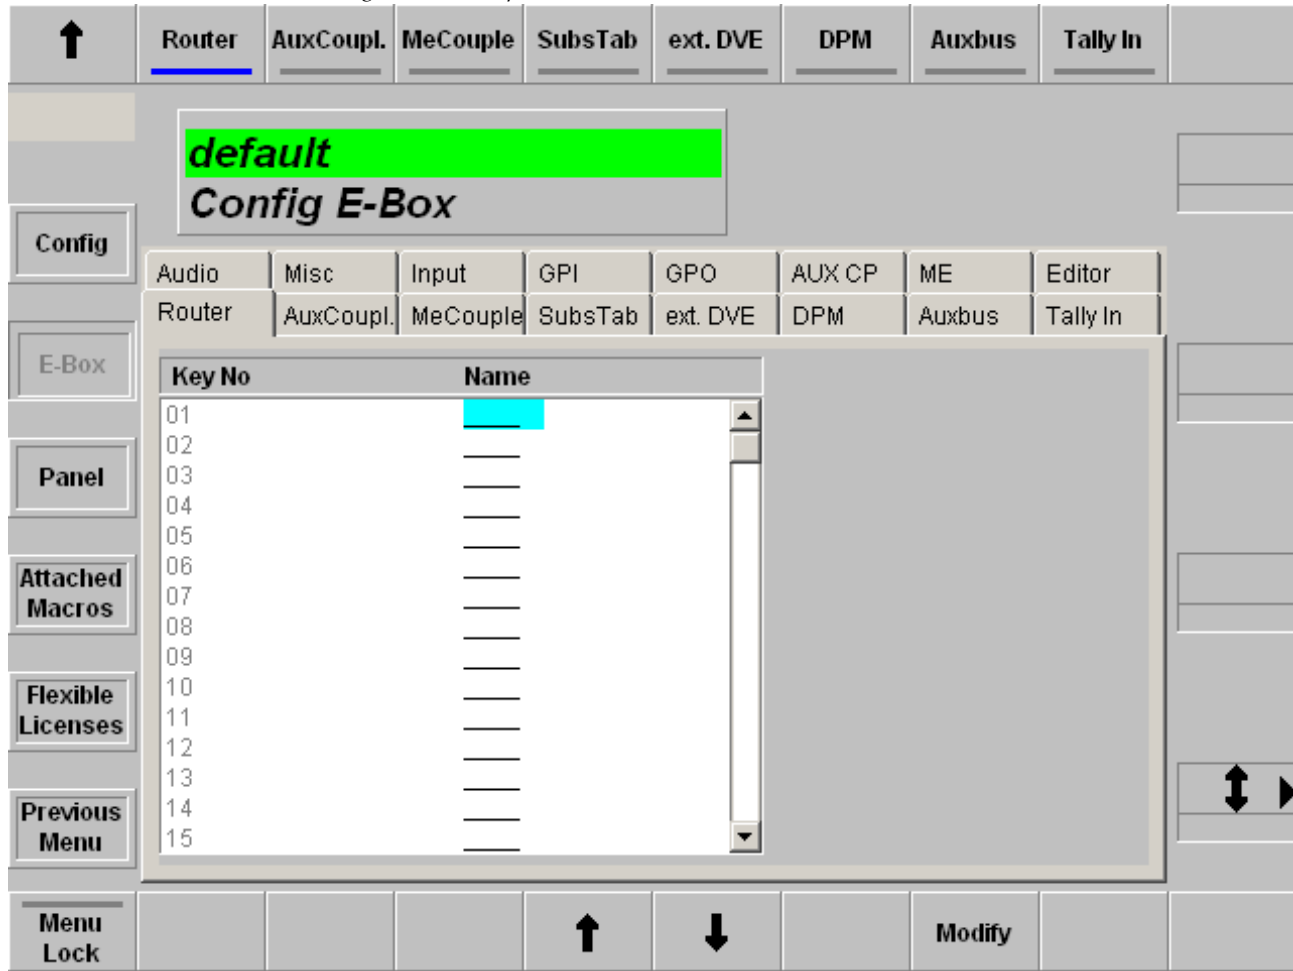 Router AuxCoupl. MeCouple SubsTab ext. DVE DPM Auxbus Tally In
default
Config E-Box
Config
Audio Misc Input GPI GPO AUX CP ME Editor
Router AuxCoupl. MeCouple SubsTab ext. DVE DPM Auxbus Tally In
E-Box
Key No Name
01
02
03
04
05
06
07
08
09
10
11
12
13
14
15
Panel
Attached
Macros
Flexible
Licenses
Previous
Menu
Menu
Lock
Modify